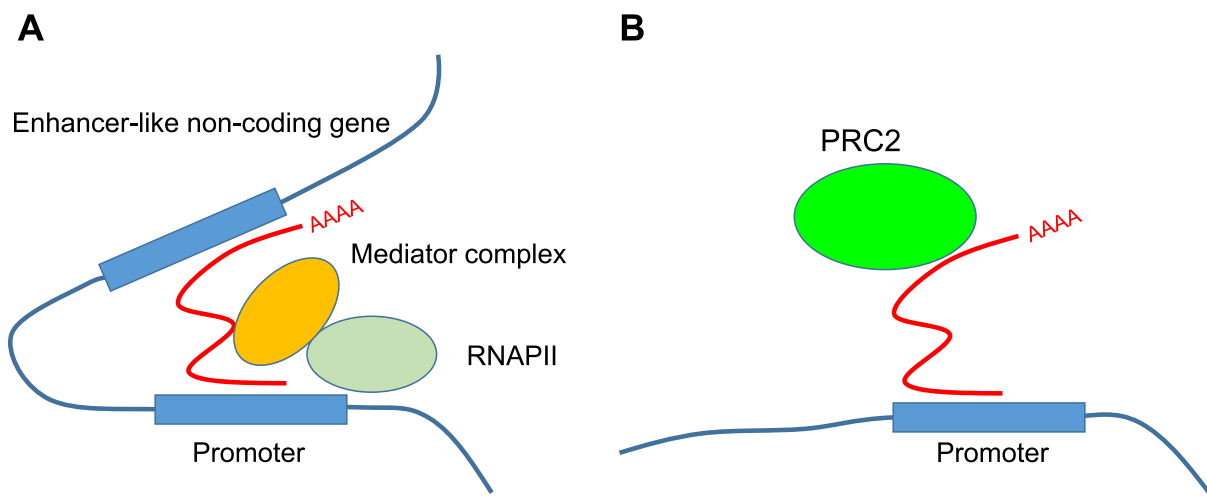 A
Enhancer-like non-coding gene
AAAA
Mediator complex
RNAPII
Promoter
B
PRC2
AAAA
Promoter